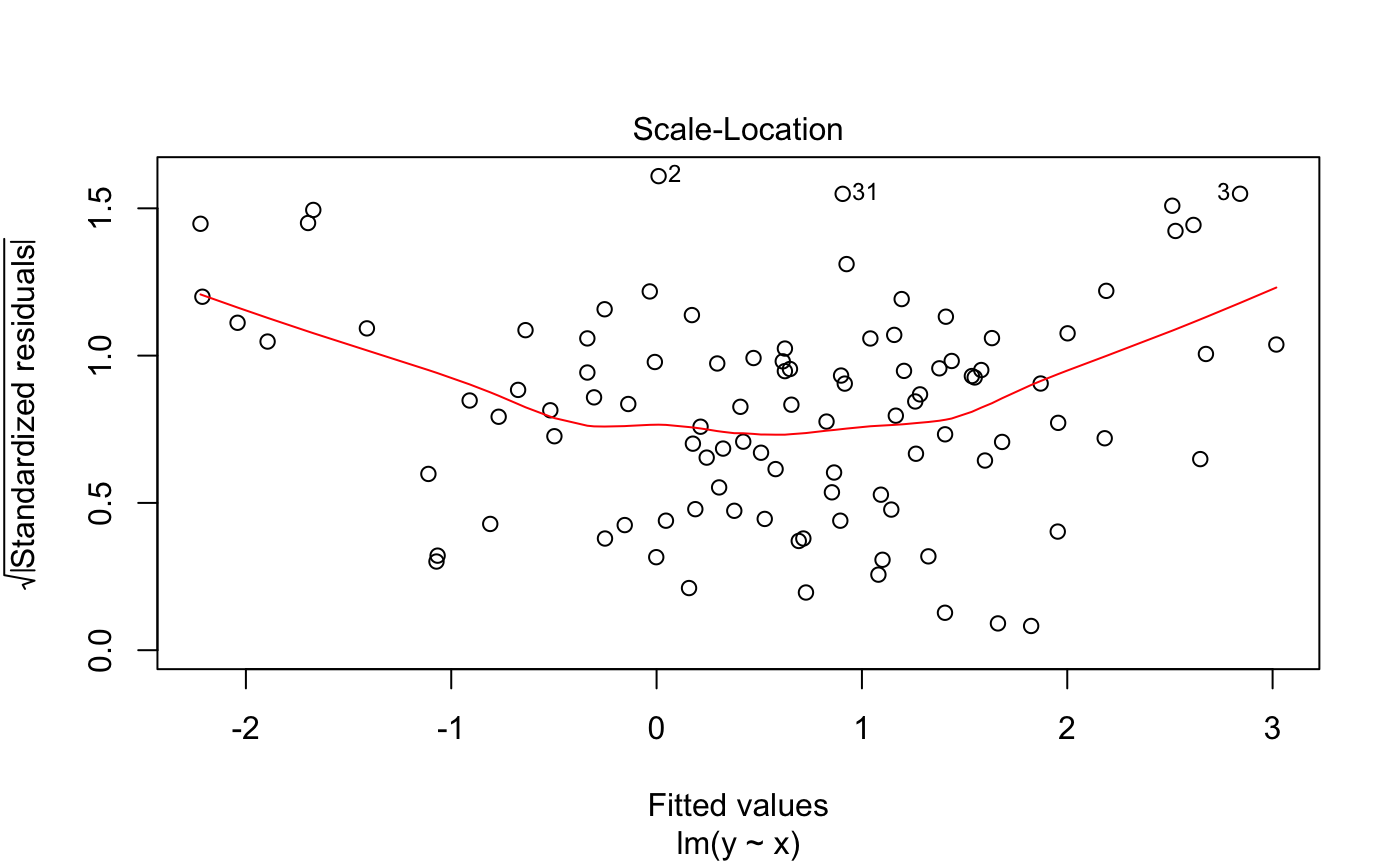 Scale-Location
√|Standardized residuals|
1.5
1.0
0.5
0.0
2
31
3
-2 -1 0 1 2 3
Fitted values
lm(y ~ x)